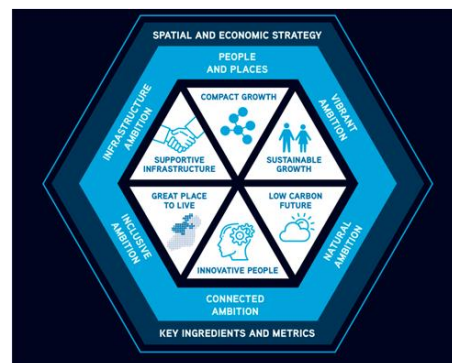 SPATIAL AND ECONOMIC STRATEGY
PEOPLE
AND PLACES
INFRASTRUCTURE
AMBITION
VIBRANT
AMBITION
COMPACT GROWTH
SUPPORTIVE
INFRASTRUCTURE
SUSTAINABLE
GROWTH
GREAT PLACE
TO LIVE
LOW CARBON
FUTURE
INNOVATIVE PEOPLE
INCLUSIVE
AMBITION
NATURAL
AMBITION
CONNECTED
AMBITION
KEY INGREDIENTS AND METRICS